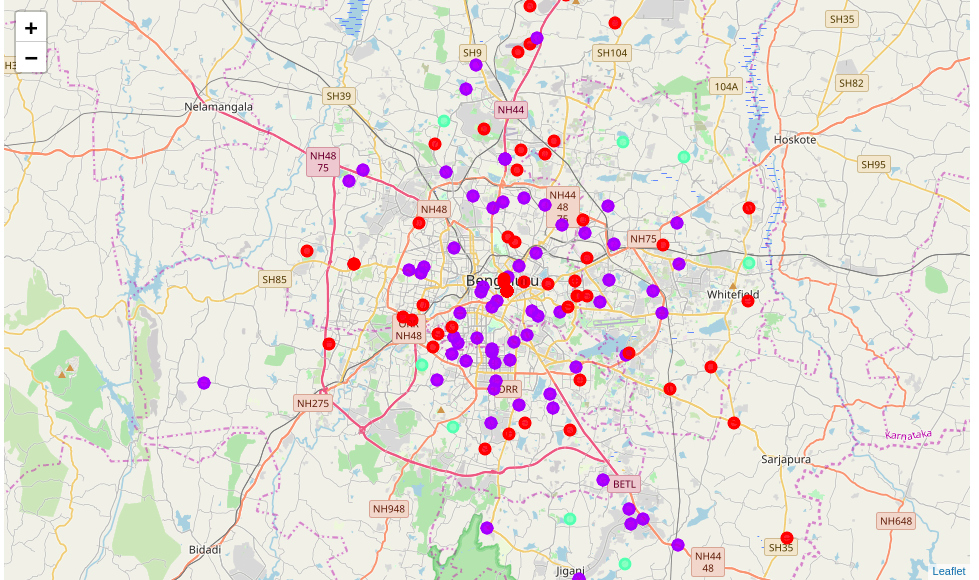 +
−
SH35
SH9
SH104
SH82
104A
SH39
Nelamangala
NH44
Hoskote
NH48
75
SH95
NH44
48
75
NH48
NH75
SH85
Bengaluru
Whitefield
ORR
NH48
ORR
NH275
Karnataka
Sarjapura
BETL
NH948
NH648
Bidadi
SH35
NH44
48
Jigani
Leaflet